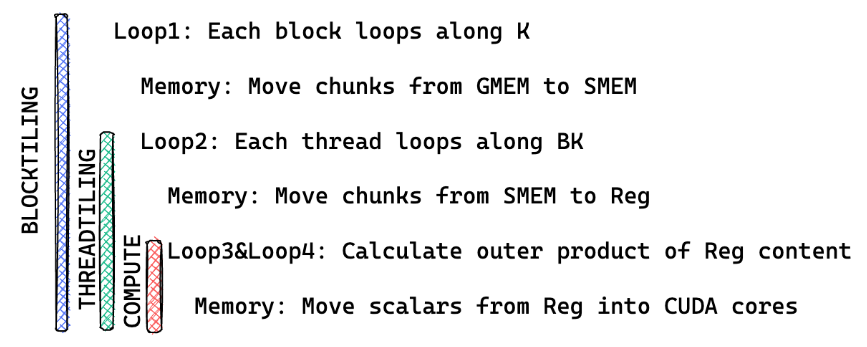 Loop1: Each block loops along K
Memory: Move chunks from GMEM to SMEM
Loop2: Each thread loops along BK
Memory: Move chunks from SMEM to Reg
Loop3&Loop4: Calculate outer product of Reg content
Memory: Move scalars from Reg into CUDA cores
BLOCKTILING
THREADTILING
COMPUTE